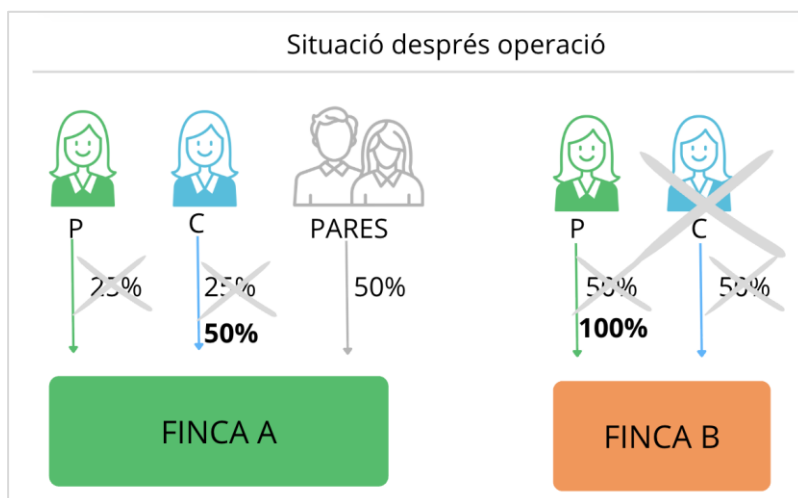 Situació després operació
P
C
PARES
P
C
25%
25%
50%
50%
50%
50%
100%
FINCA A
FINCA B